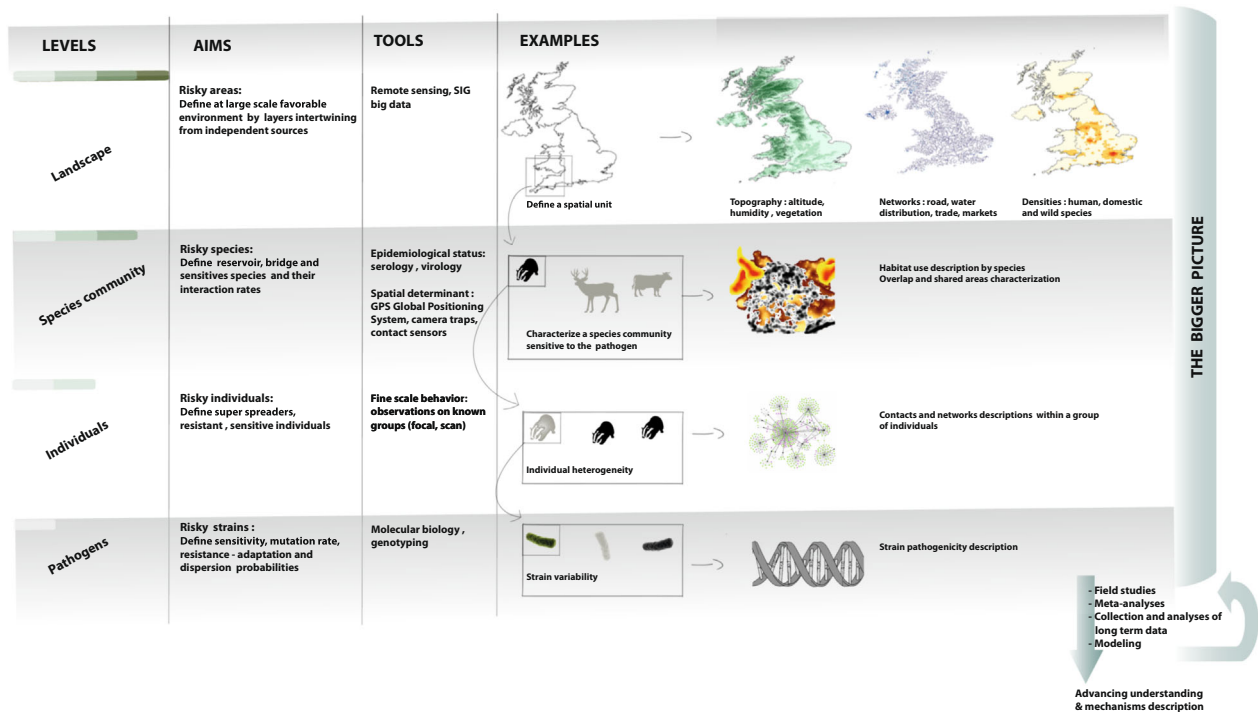 LEVELS
AIMS
TOOLS
EXAMPLES
Landscape
Risky areas:
Define at large scale favorable
environment by layers intertwining
from independent sources
Remote sensing, SIG
big data
Define a spatial unit
Topography : altitude,
humidity , vegetation
Networks : road, water
distribution, trade, markets
Densities : human, domestic
and wild species
Species community
Risky species:
Define reservoir, bridge and
sensitives species and their
interaction rates
Epidemiological status:
serology , virology
Spatial determinant :
GPS Global Positioning
System, camera traps,
contact sensors
Characterize a species community
sensitive to the pathogen
Habitat use description by species
Overlap and shared areas characterization
Individuals
Risky individuals:
Define super spreaders,
resistant , sensitive individuals
Fine scale behavior:
observations on known
groups (focal, scan)
Individual heterogeneity
Contacts and networks descriptions within a group
of individuals
Pathogens
Risky strains :
Define sensitivity, mutation rate,
resistance - adaptation and
dispersion probabilities
Molecular biology ,
genotyping
Strain variability
Strain pathogenicity description
THE BIGGER PICTURE
- Field studies
- Meta-analyses
- Collection and analyses of
long term data
- Modeling
Advancing understanding
& mechanisms description